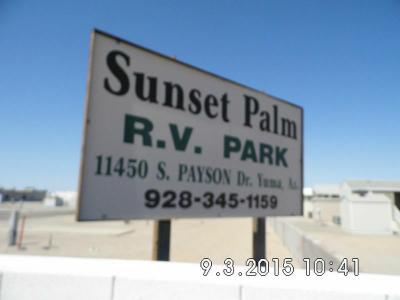 Sunset Palm
R.V. PARK
11450 S. PAYSON Dr. Yuma, Az.
928-345-1159
9.3.2015 10:41